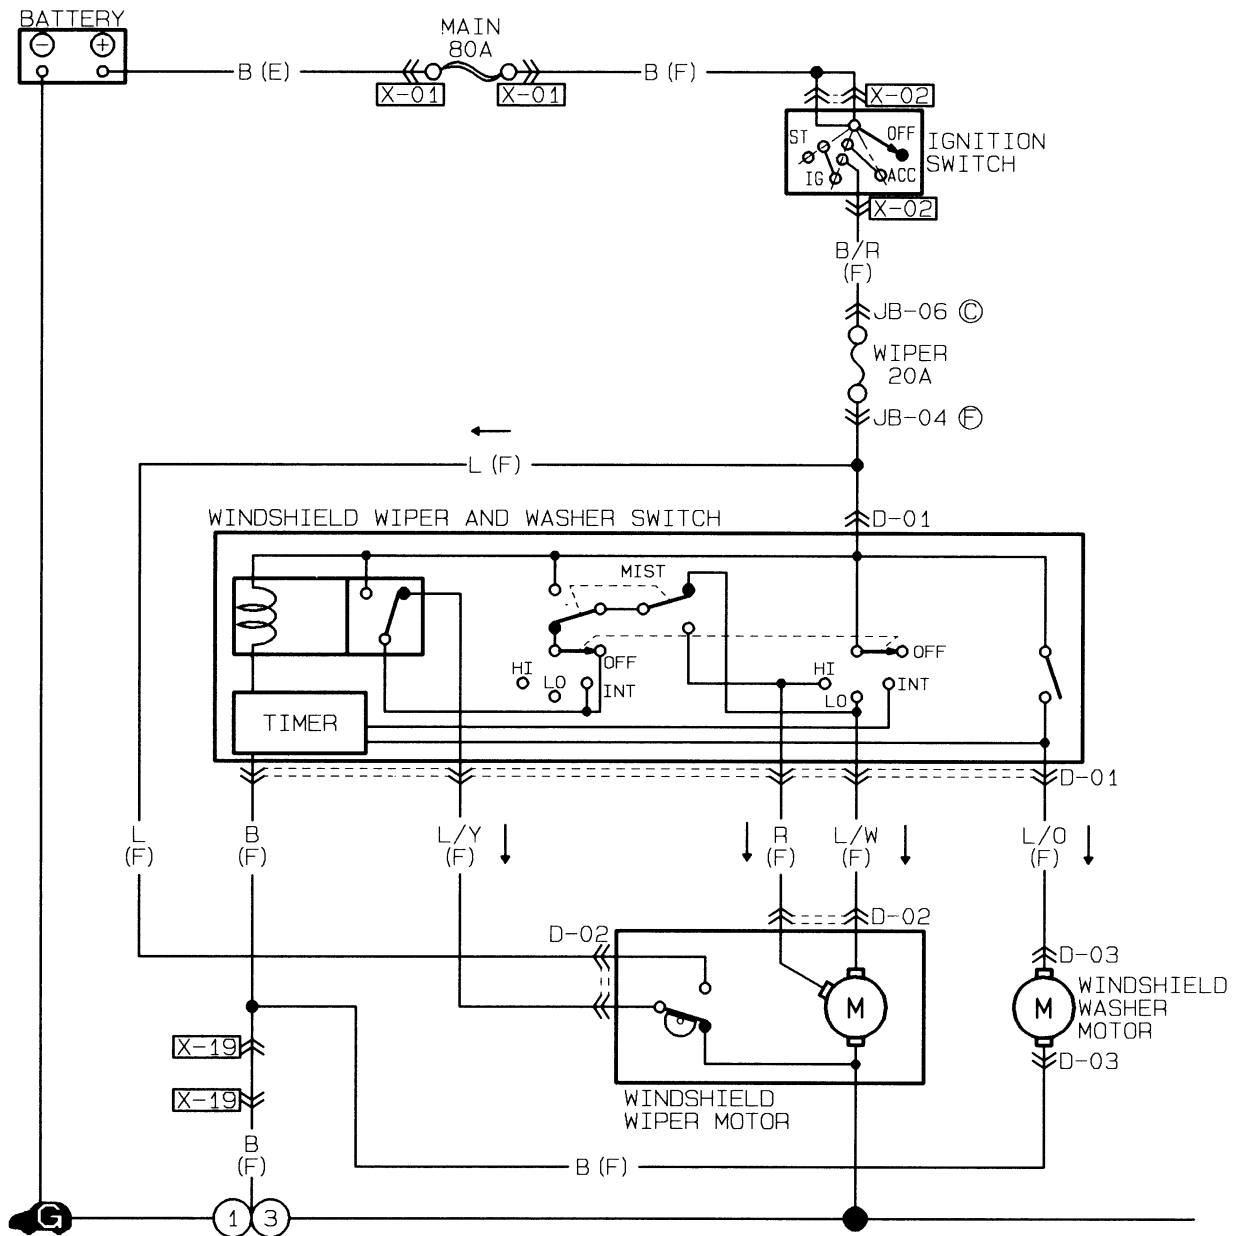 BATTERY
− +
MAIN
80A
B (E)
B (F)
X-01
X-01
X-02
ST
OFF
IG
ACC
IGNITION
SWITCH
X-02
B/R
(F)
JB-06 Ⓒ
WIPER
20A
JB-04 Ⓕ
L (F)
WINDSHIELD WIPER AND WASHER SWITCH
D-01
MIST
OFF
HI
LO
INT
OFF
HI
LO
INT
TIMER
D-01
L
(F)
B
(F)
L/Y
(F)
R
(F)
L/W
(F)
L/O
(F)
D-02
D-02
D-03
M
M
WINDSHIELD
WASHER
MOTOR
D-03
X-19
X-19
WINDSHIELD
WIPER MOTOR
B
(F)
B (F)
G
1
3